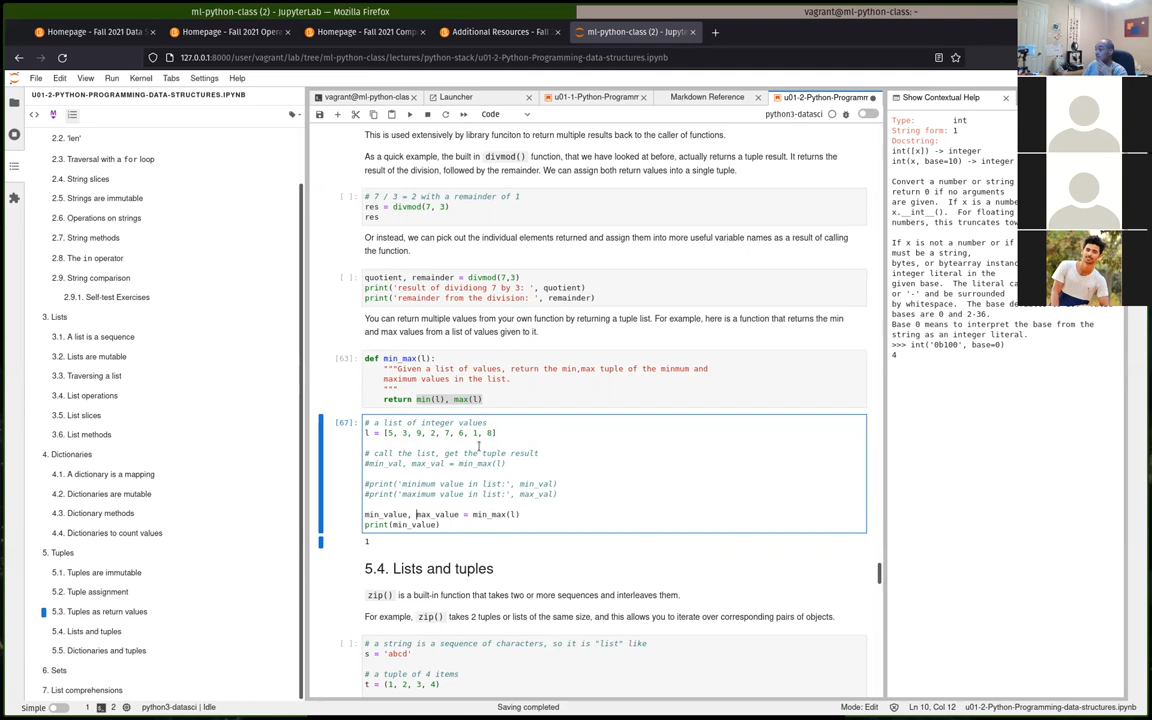 ml-python-class (2) - JupyterLab — Mozilla Firefox
vagrant@ml-python-class: ~
Homepage - Fall 2021 Data S
Homepage - Fall 2021 Opera
Homepage - Fall 2021 Comp
Additional Resources - Fall
ml-python-class (2) - Jupyte
127.0.0.1:8000/user/vagrant/lab/tree/ml-python-class/lectures/python-stack/u01-2-Python-Programming-data-structures.ipynb
File Edit View Run Kernel Tabs Settings Help
U01-2-PYTHON-PROGRAMMING-DATA-STRUCTURES.IPYNB
2.2. 'len'
2.3. Traversal with a for loop
2.4. String slices
2.5. Strings are immutable
2.6. Operations on strings
2.7. String methods
2.8. The in operator
2.9. String comparison
2.9.1. Self-test Exercises
3. Lists
3.1. A list is a sequence
3.2. Lists are mutable
3.3. Traversing a list
3.4. List operations
3.5. List slices
3.6. List methods
4. Dictionaries
4.1. A dictionary is a mapping
4.2. Dictionaries are mutable
4.3. Dictionary methods
4.4. Dictionaries to count values
5. Tuples
5.1. Tuples are immutable
5.2. Tuple assignment
5.3. Tuples as return values
5.4. Lists and tuples
5.5. Dictionaries and tuples
6. Sets
7. List comprehensions
vagrant@ml-python-clas
Launcher
u01-1-Python-Programm
Markdown Reference
u01-2-Python-Programm
Code
python3-datasci
This is used extensively by library funciton to return multiple results back to the caller of functions.
As a quick example, the built in divmod() function, that we have looked at before, actually returns a tuple result. It returns the
result of the division, followed by the remainder. We can assign both return values into a single tuple.
[ ]: # 7 / 3 = 2 with a remainder of 1
res = divmod(7, 3)
res
Or instead, we can pick out the individual elements returned and assign them into more useful variable names as a result of calling
the function.
[ ]: quotient, remainder = divmod(7,3)
print('result of dividiong 7 by 3: ', quotient)
print('remainder from the division: ', remainder)
You can return multiple values from your own function by returning a tuple list. For example, here is a function that returns the min
and max values from a list of values given to it.
[63]: def min_max(l):
"""Given a list of values, return the min,max tuple of the minmum and
maximum values in the list.
"""
return min(l), max(l)
[67]: # a list of integer values
l = [5, 3, 9, 2, 7, 6, 1, 8]
# call the list, get the tuple result
#min_val, max_val = min_max(l)
#print('minimum value in list:', min_val)
#print('maximum value in list:', max_val)
min_value, max_value = min_max(l)
print(min_value)
1
5.4. Lists and tuples
zip() is a built-in function that takes two or more sequences and interleaves them.
For example, zip() takes 2 tuples or lists of the same size, and this allows you to iterate over corresponding pairs of objects.
[ ]: # a string is a sequence of characters, so it is "list" like
s = 'abcd'
# a tuple of 4 items
t = (1, 2, 3, 4)
Show Contextual Help
Type: int
String form: 1
Docstring:
int([x]) -> integer
int(x, base=10) -> integer
Convert a number or string
return 0 if no arguments
are given. If x is a numbe
x.__int__(). For floating
numbers, this truncates tow
If x is not a number or if
must be a string,
bytes, or bytearray instanc
integer literal in the
given base. The literal ca
or '-' and be surrounded
by whitespace. The base de
bases are 0 and 2-36.
Base 0 means to interpret the base from the
string as an integer literal.
>>> int('0b100', base=0)
4
Simple
1
2
python3-datasci | Idle
Saving completed
Mode: Edit
Ln 10, Col 12
u01-2-Python-Programming-data-structures.ipynb